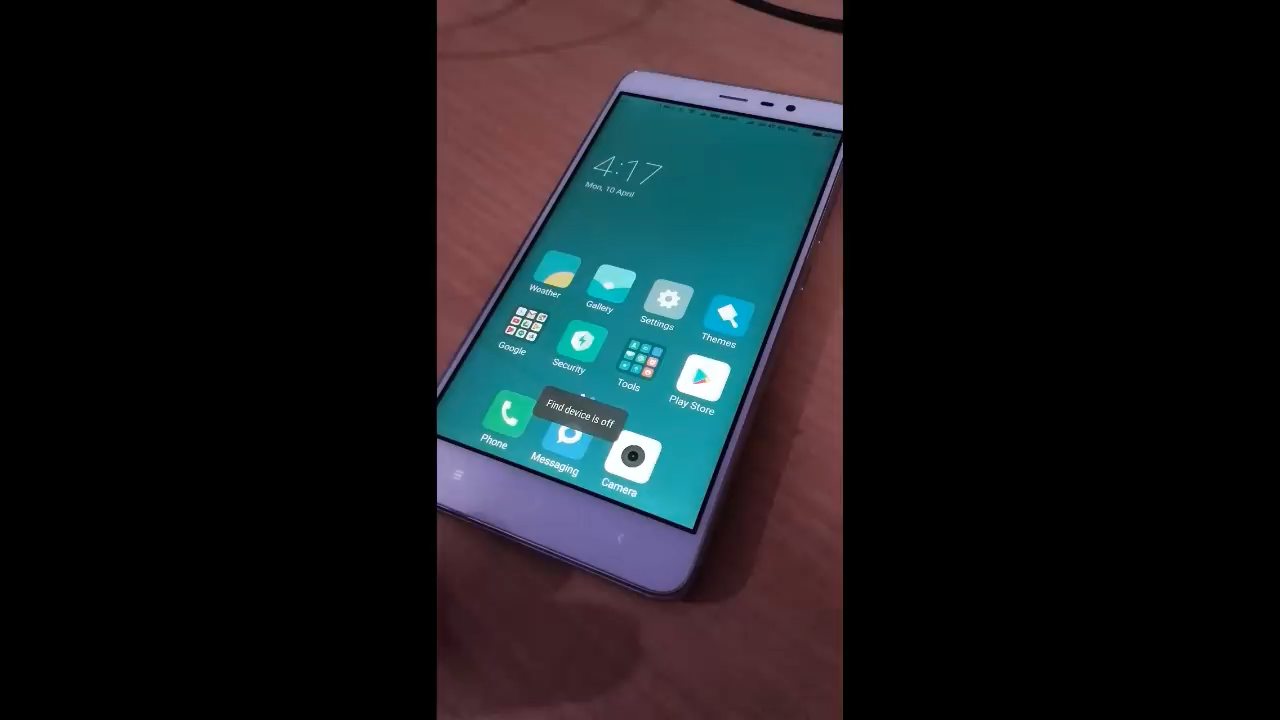 4:17
Mon, 10 April
Weather
Gallery
Settings
Themes
Google
Security
Tools
Play Store
Find device is off
Phone
Messaging
Camera